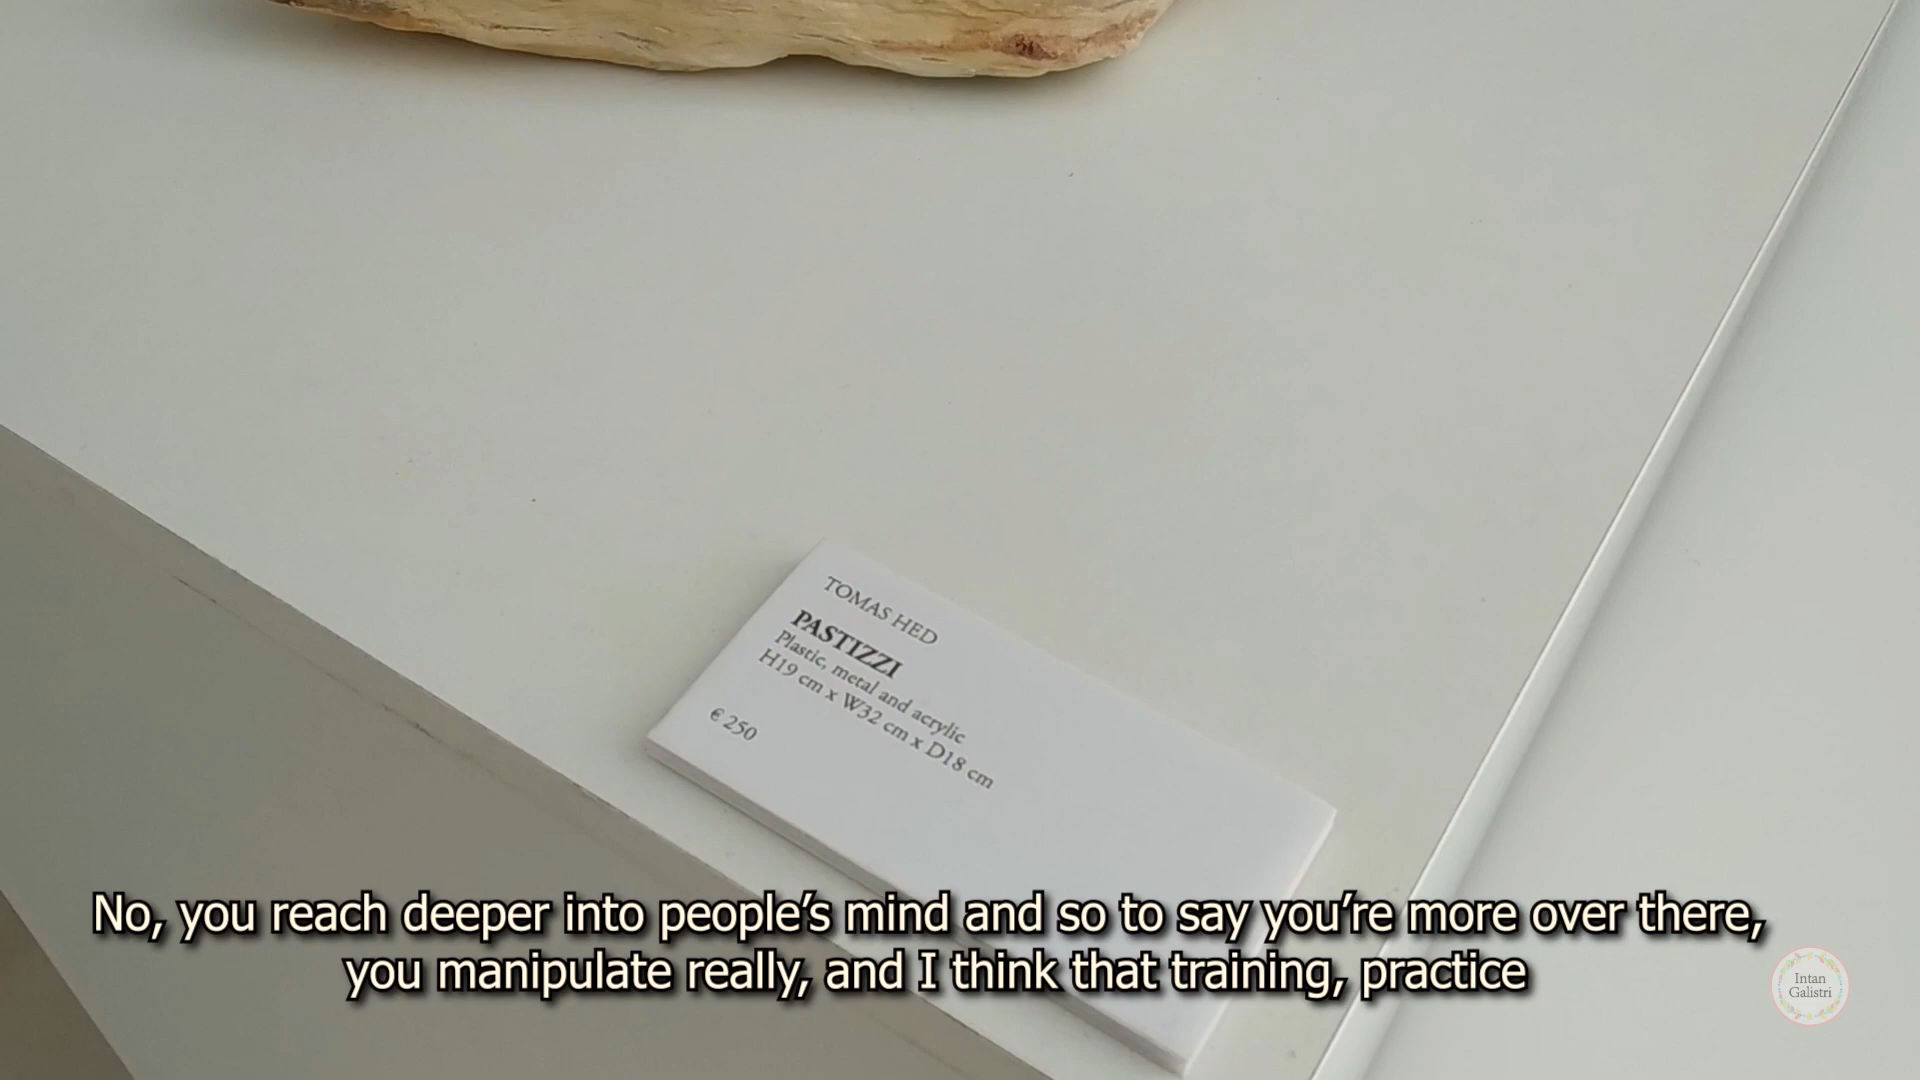 TOMAS HED
PASTIZZI
Plastic, metal and acrylic
H19 cm x W32 cm x D18 cm
€ 250
No, you reach deeper into people's mind and so to say you're more over there,
you manipulate really, and I think that training, practice
Intan
Galistri